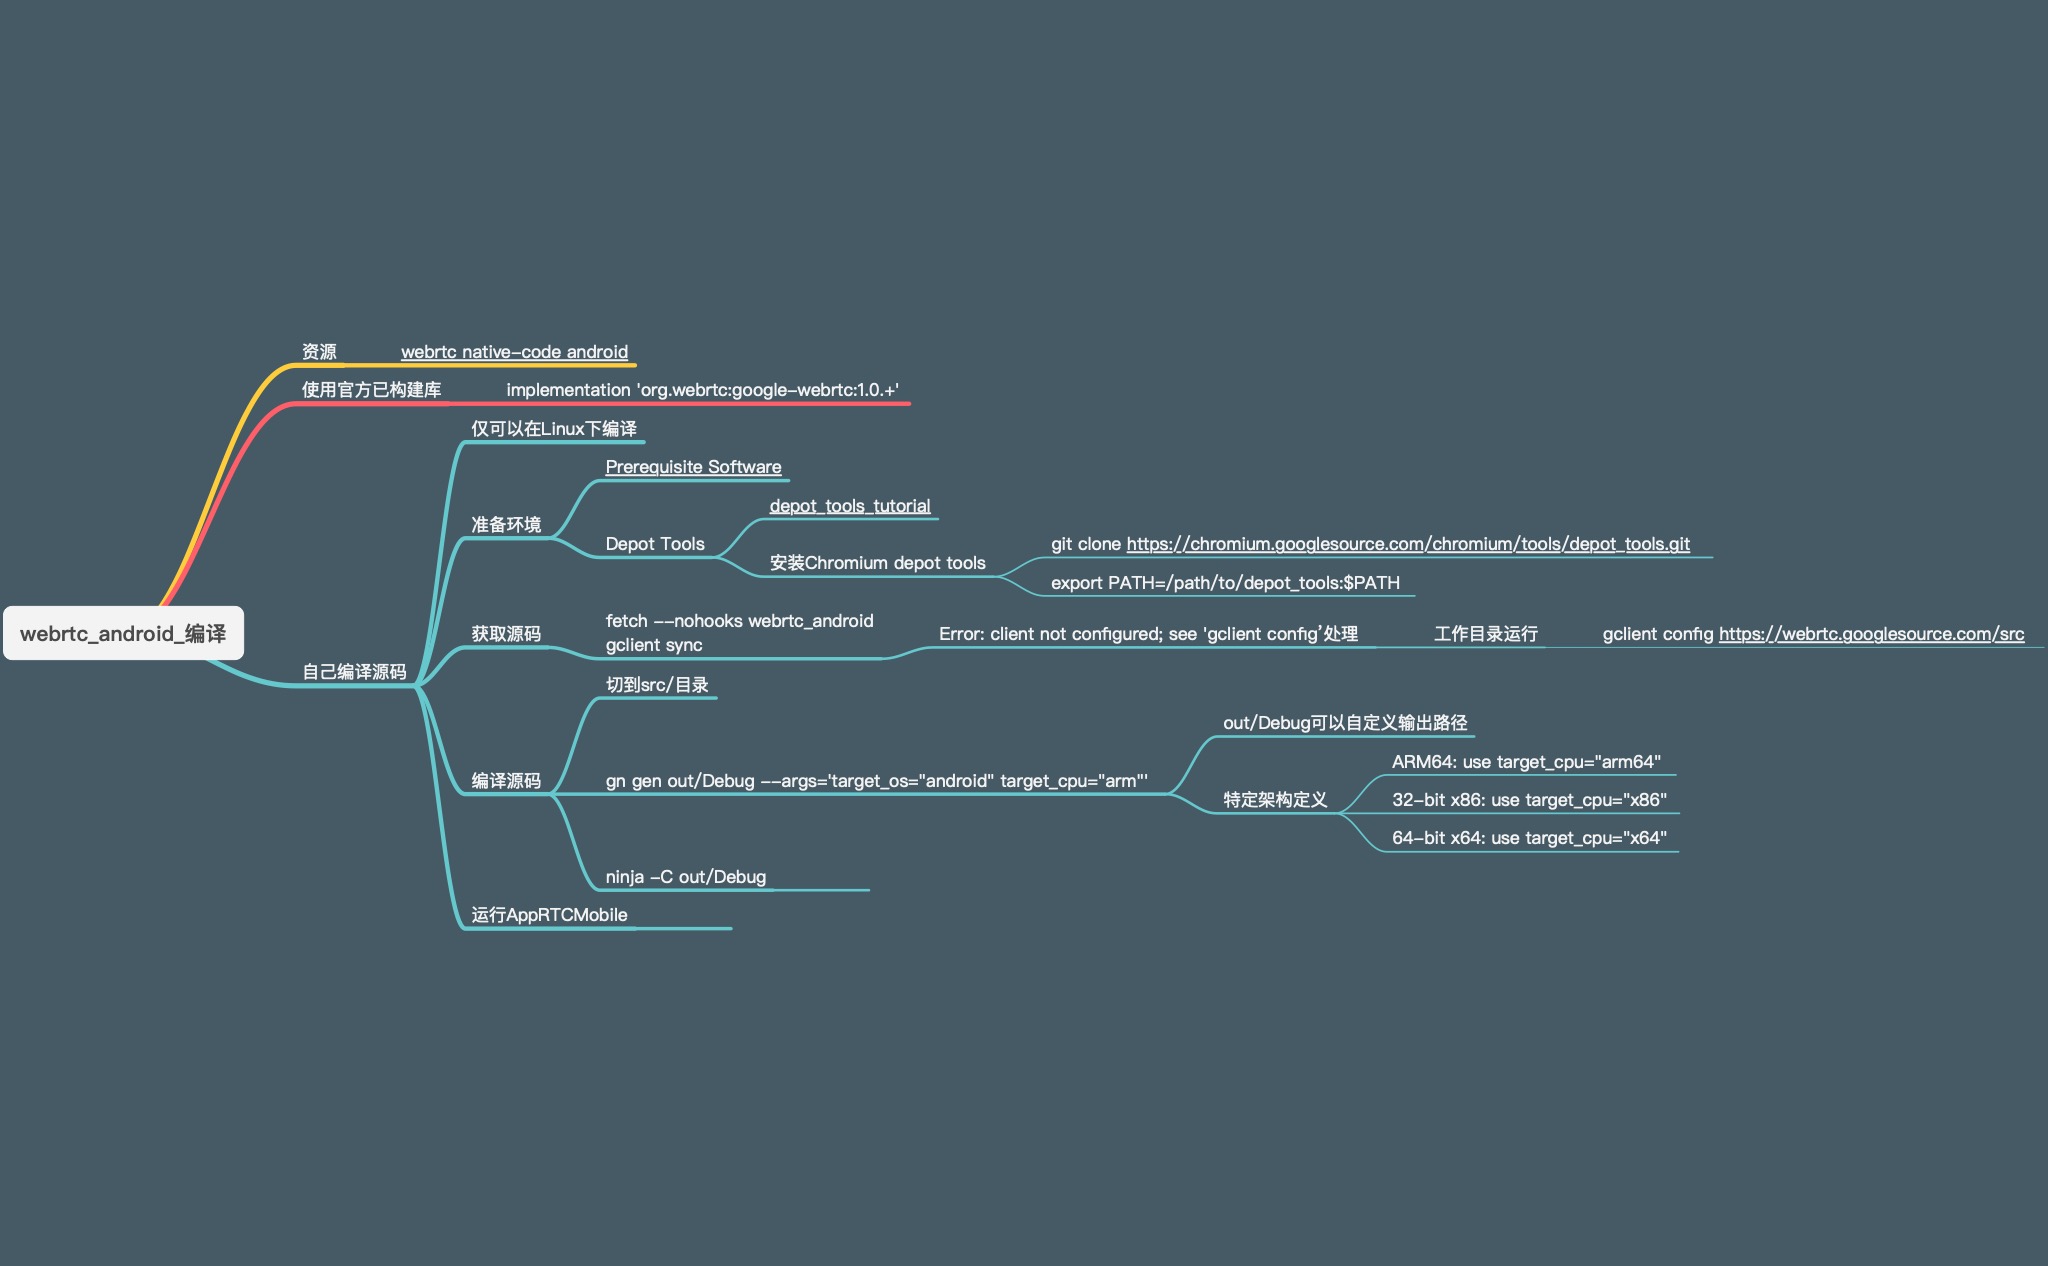 资源
webrtc native-code android
使用官方已构建库
implementation 'org.webrtc:google-webrtc:1.0.+'
仅可以在Linux下编译
Prerequisite Software
depot_tools_tutorial
准备环境
Depot Tools
git clone https://chromium.googlesource.com/chromium/tools/depot_tools.git
安装Chromium depot tools
export PATH=/path/to/depot_tools:$PATH
webrtc_android_编译
获取源码
fetch --nohooks webrtc_android
gclient sync
Error: client not configured; see 'gclient config’处理
工作目录运行
gclient config https://webrtc.googlesource.com/src
自己编译源码
切到src/目录
out/Debug可以自定义输出路径
编译源码
gn gen out/Debug --args='target_os="android" target_cpu="arm"'
ARM64: use target_cpu="arm64"
特定架构定义
32-bit x86: use target_cpu="x86"
64-bit x64: use target_cpu="x64"
ninja -C out/Debug
运行AppRTCMobile